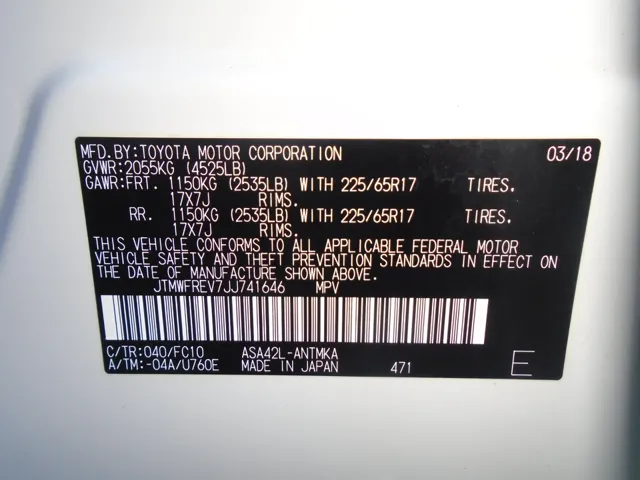 MFD.BY:TOYOTA MOTOR CORPORATION 03/18
GVWR:2055KG (4525LB)
GAWR:FRT. 1150KG (2535LB) WITH 225/65R17 TIRES.
17X7J RIMS.
RR. 1150KG (2535LB) WITH 225/65R17 TIRES.
17X7J RIMS.
THIS VEHICLE CONFORMS TO ALL APPLICABLE FEDERAL MOTOR
VEHICLE SAFETY AND THEFT PREVENTION STANDARDS IN EFFECT ON
THE DATE OF MANUFACTURE SHOWN ABOVE.
JTMWFREV7JJ741646 MPV
C/TR:040/FC10 ASA42L-ANTMKA
A/TM:-04A/U760E MADE IN JAPAN 471 E